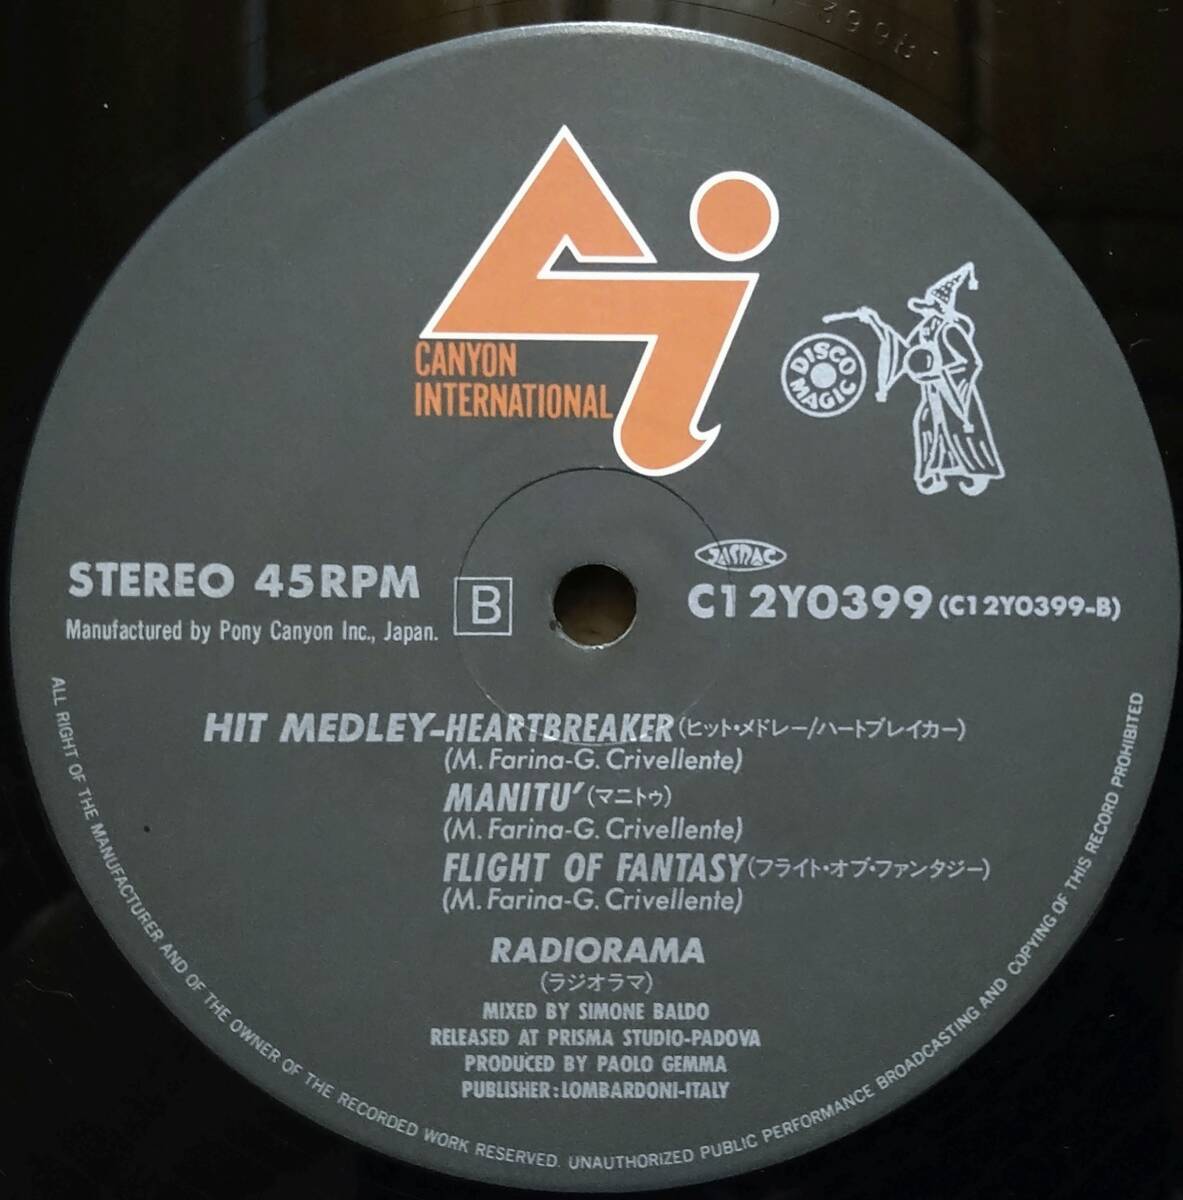 CANYON
INTERNATIONAL
DISCO
MAGIC
JASRAC
STEREO 45RPM
B
C12Y0399 (C12Y0399-B)
Manufactured by Pony Canyon Inc., Japan.
HIT MEDLEY-HEARTBREAKER (ヒット・メドレー/ハートブレイカー)
(M. Farina-G. Crivellente)
MANITU' (マニトゥ)
(M. Farina-G. Crivellente)
FLIGHT OF FANTASY (フライト・オブ・ファンタジー)
(M. Farina-G. Crivellente)
RADIORAMA
(ラジオラマ)
MIXED BY SIMONE BALDO
RELEASED AT PRISMA STUDIO-PADOVA
PRODUCED BY PAOLO GEMMA
PUBLISHER:LOMBARDONI-ITALY
ALL RIGHT OF THE MANUFACTURER AND OF THE OWNER OF THE RECORDED WORK RESERVED. UNAUTHORIZED PUBLIC PERFORMANCE BROADCASTING AND COPYING OF THIS RECORD PROHIBITED